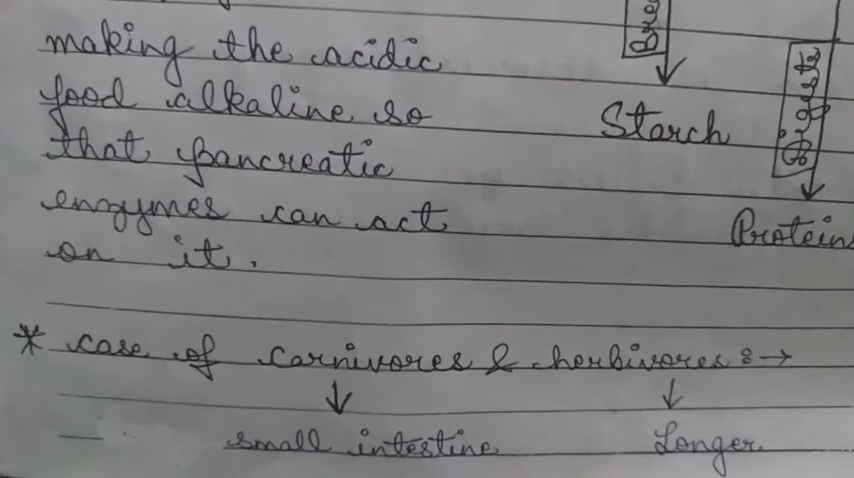 making the acidic
food alkaline so
that pancreatic
enzymes can act
on it.
Starch
Digests
Protein
* case of carnivores & herbivores :→
↓ ↓
small intestine Longer